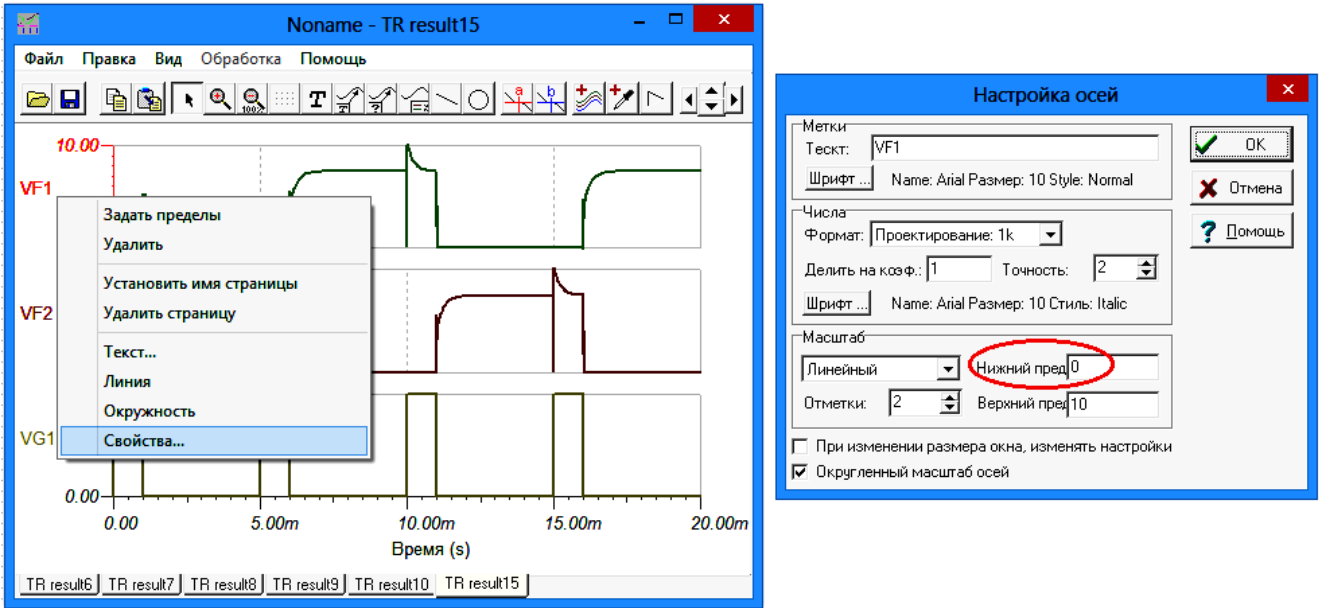 Noname - TR result15
Файл Правка Вид Обработка Помощь
100%
T
a
b
10.00
VF1
Задать пределы
Удалить
Установить имя страницы
Удалить страницу
VF2
Текст...
Линия
Окружность
VG1
Свойства...
0.00
0.00 5.00m 10.00m 15.00m 20.00m
Время (s)
TR result6 TR result7 TR result8 TR result9 TR result10 TR result15
Настройка осей
Метки
Тескт: VF1
Шрифт ... Name: Arial Размер: 10 Style: Normal
Числа
Формат: Проектирование: 1k
Делить на коэф.: 1 Точность: 2
Шрифт ... Name: Arial Размер: 10 Стиль: Italic
Масштаб
Линейный Нижний пред 0
Отметки: 2 Верхний пред 10
При изменении размера окна, изменять настройки
Округленный масштаб осей
OK
Отмена
? Помощь